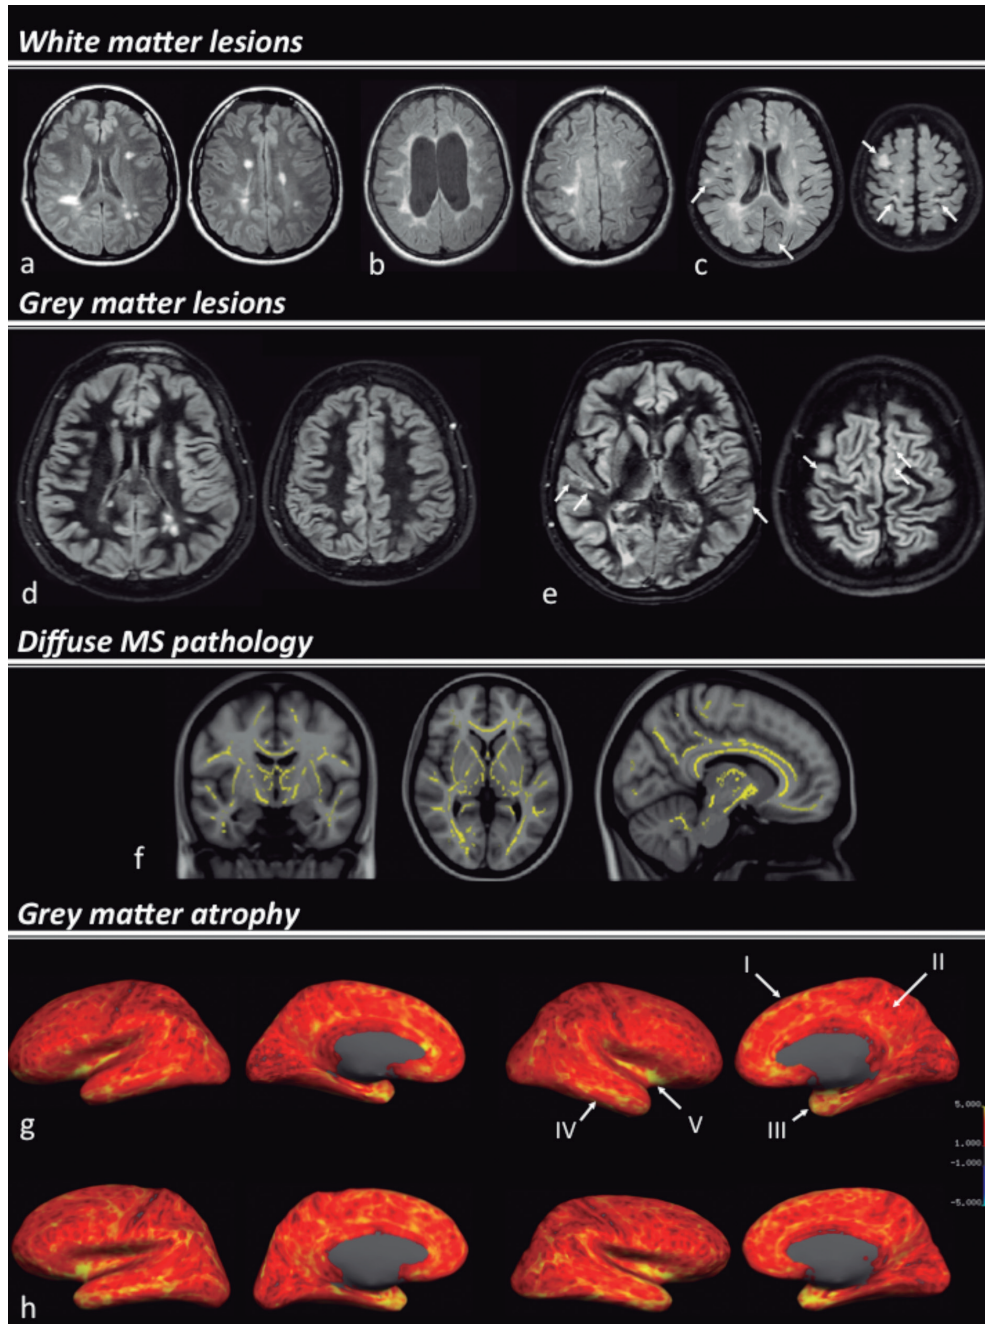 White matter lesions
a
b
c
Grey matter lesions
d
e
Diffuse MS pathology
f
Grey matter atrophy
I
II
IV
V
III
g
5.000
1.000
-1.000
-5.000
h